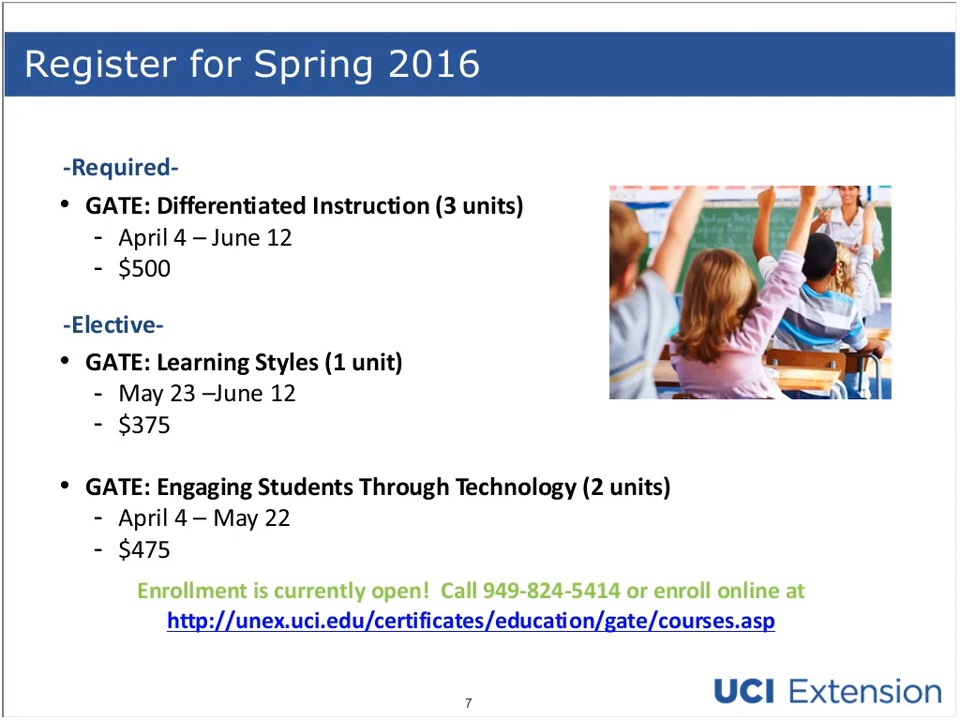 Register for Spring 2016
-Required-
• GATE: Differentiated Instruction (3 units)
- April 4 – June 12
- $500
-Elective-
• GATE: Learning Styles (1 unit)
- May 23 –June 12
- $375
• GATE: Engaging Students Through Technology (2 units)
- April 4 – May 22
- $475
Enrollment is currently open!  Call 949-824-5414 or enroll online at
http://unex.uci.edu/certificates/education/gate/courses.asp
7
UCI Extension